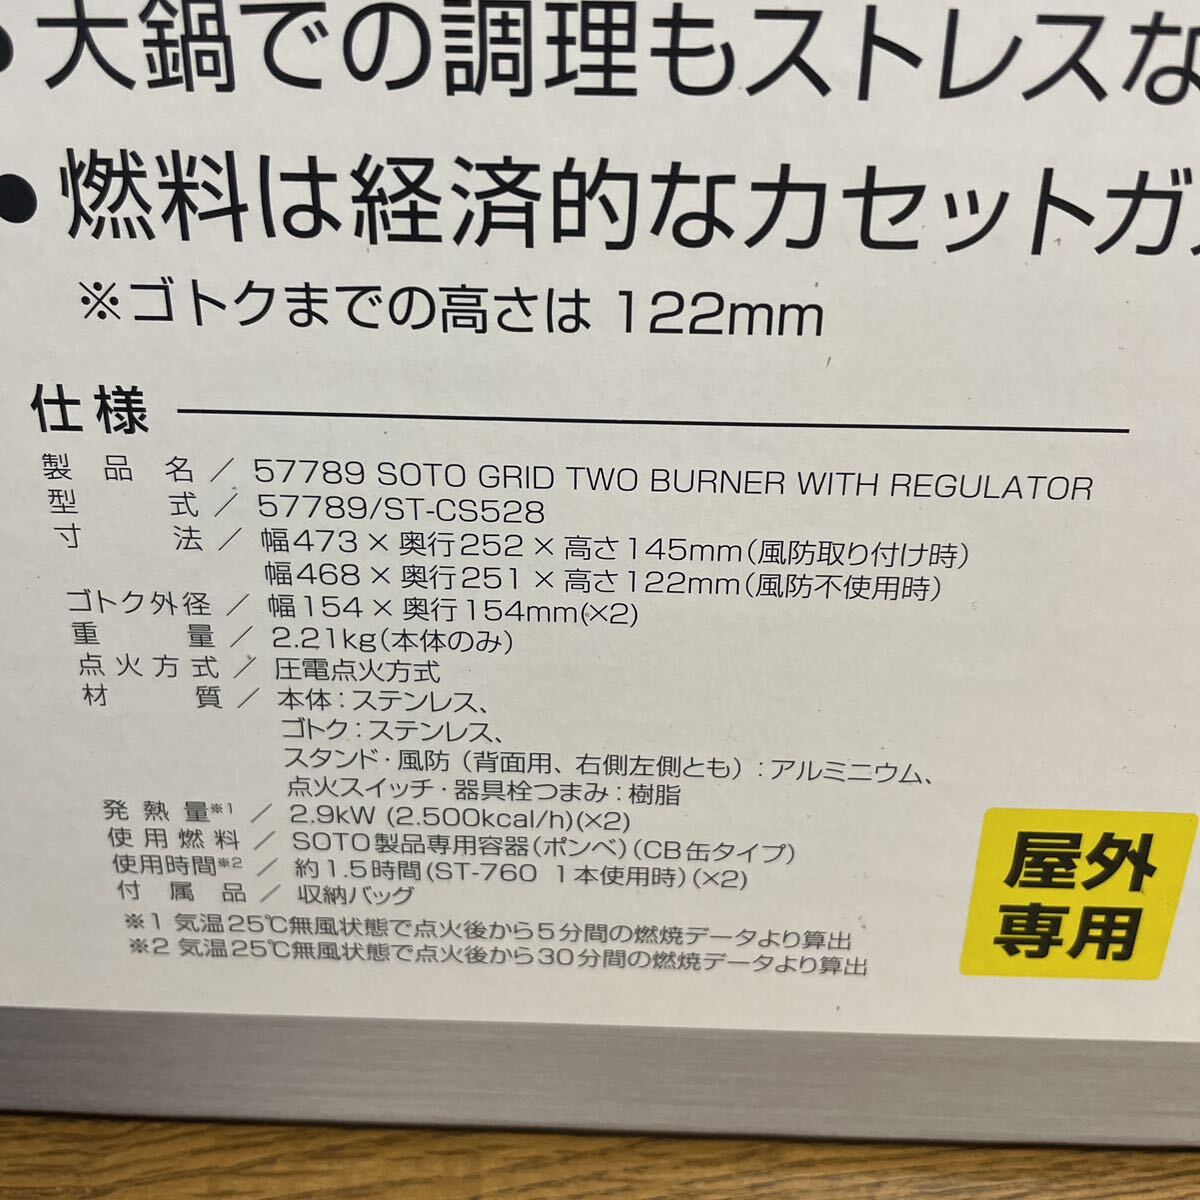 ●大鍋での調理もストレスな
●燃料は経済的なカセットガ
※ゴトクまでの高さは 122mm
仕様
製品名／57789 SOTO GRID TWO BURNER WITH REGULATOR
型式／57789/ST-CS528
寸法／幅473×奥行252×高さ145mm(風防取り付け時)
幅468×奥行251×高さ122mm(風防不使用時)
ゴトク外径／幅154×奥行154mm(×2)
重量／2.21kg(本体のみ)
点火方式／圧電点火方式
材質／本体：ステンレス、
ゴトク：ステンレス、
スタンド・風防（背面用、右側左側とも）：アルミニウム、
点火スイッチ・器具栓つまみ：樹脂
発熱量※1／2.9kW (2.500kcal/h)(×2)
使用燃料／SOTO製品専用容器(ボンベ)(CB缶タイプ)
使用時間※2／約1.5時間(ST-760 1本使用時)(×2)
付属品／収納バッグ
※1 気温25℃無風状態で点火後から5分間の燃焼データより算出
※2 気温25℃無風状態で点火後から30分間の燃焼データより算出
屋外
専用